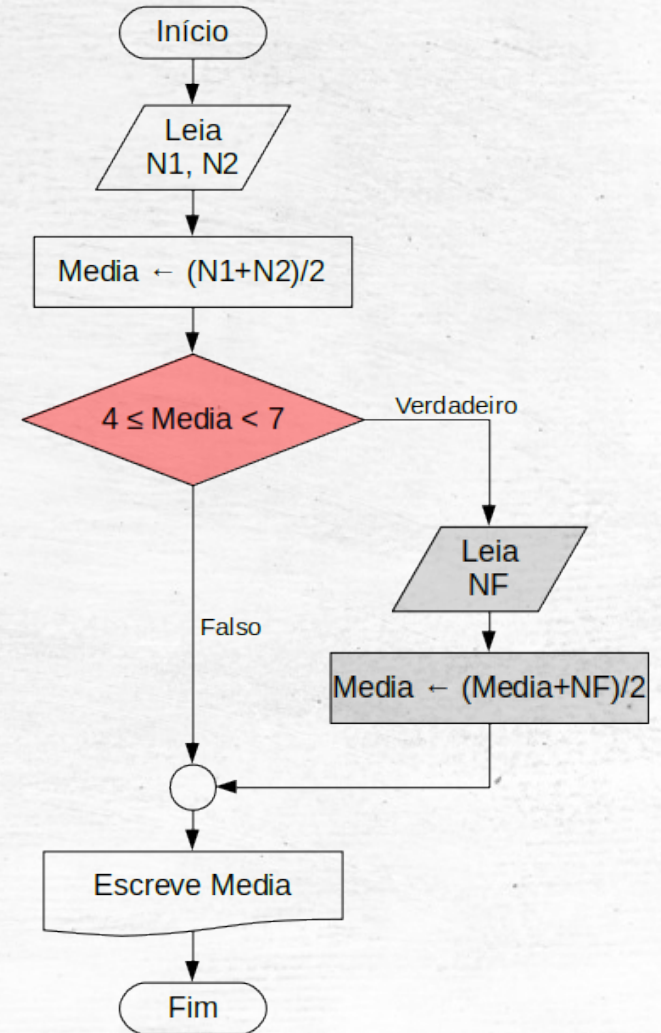 Início
Leia
N1, N2
Media ← (N1+N2)/2
4 ≤ Media < 7
Verdadeiro
Leia
NF
Falso
Media ← (Media+NF)/2
Escreve Media
Fim